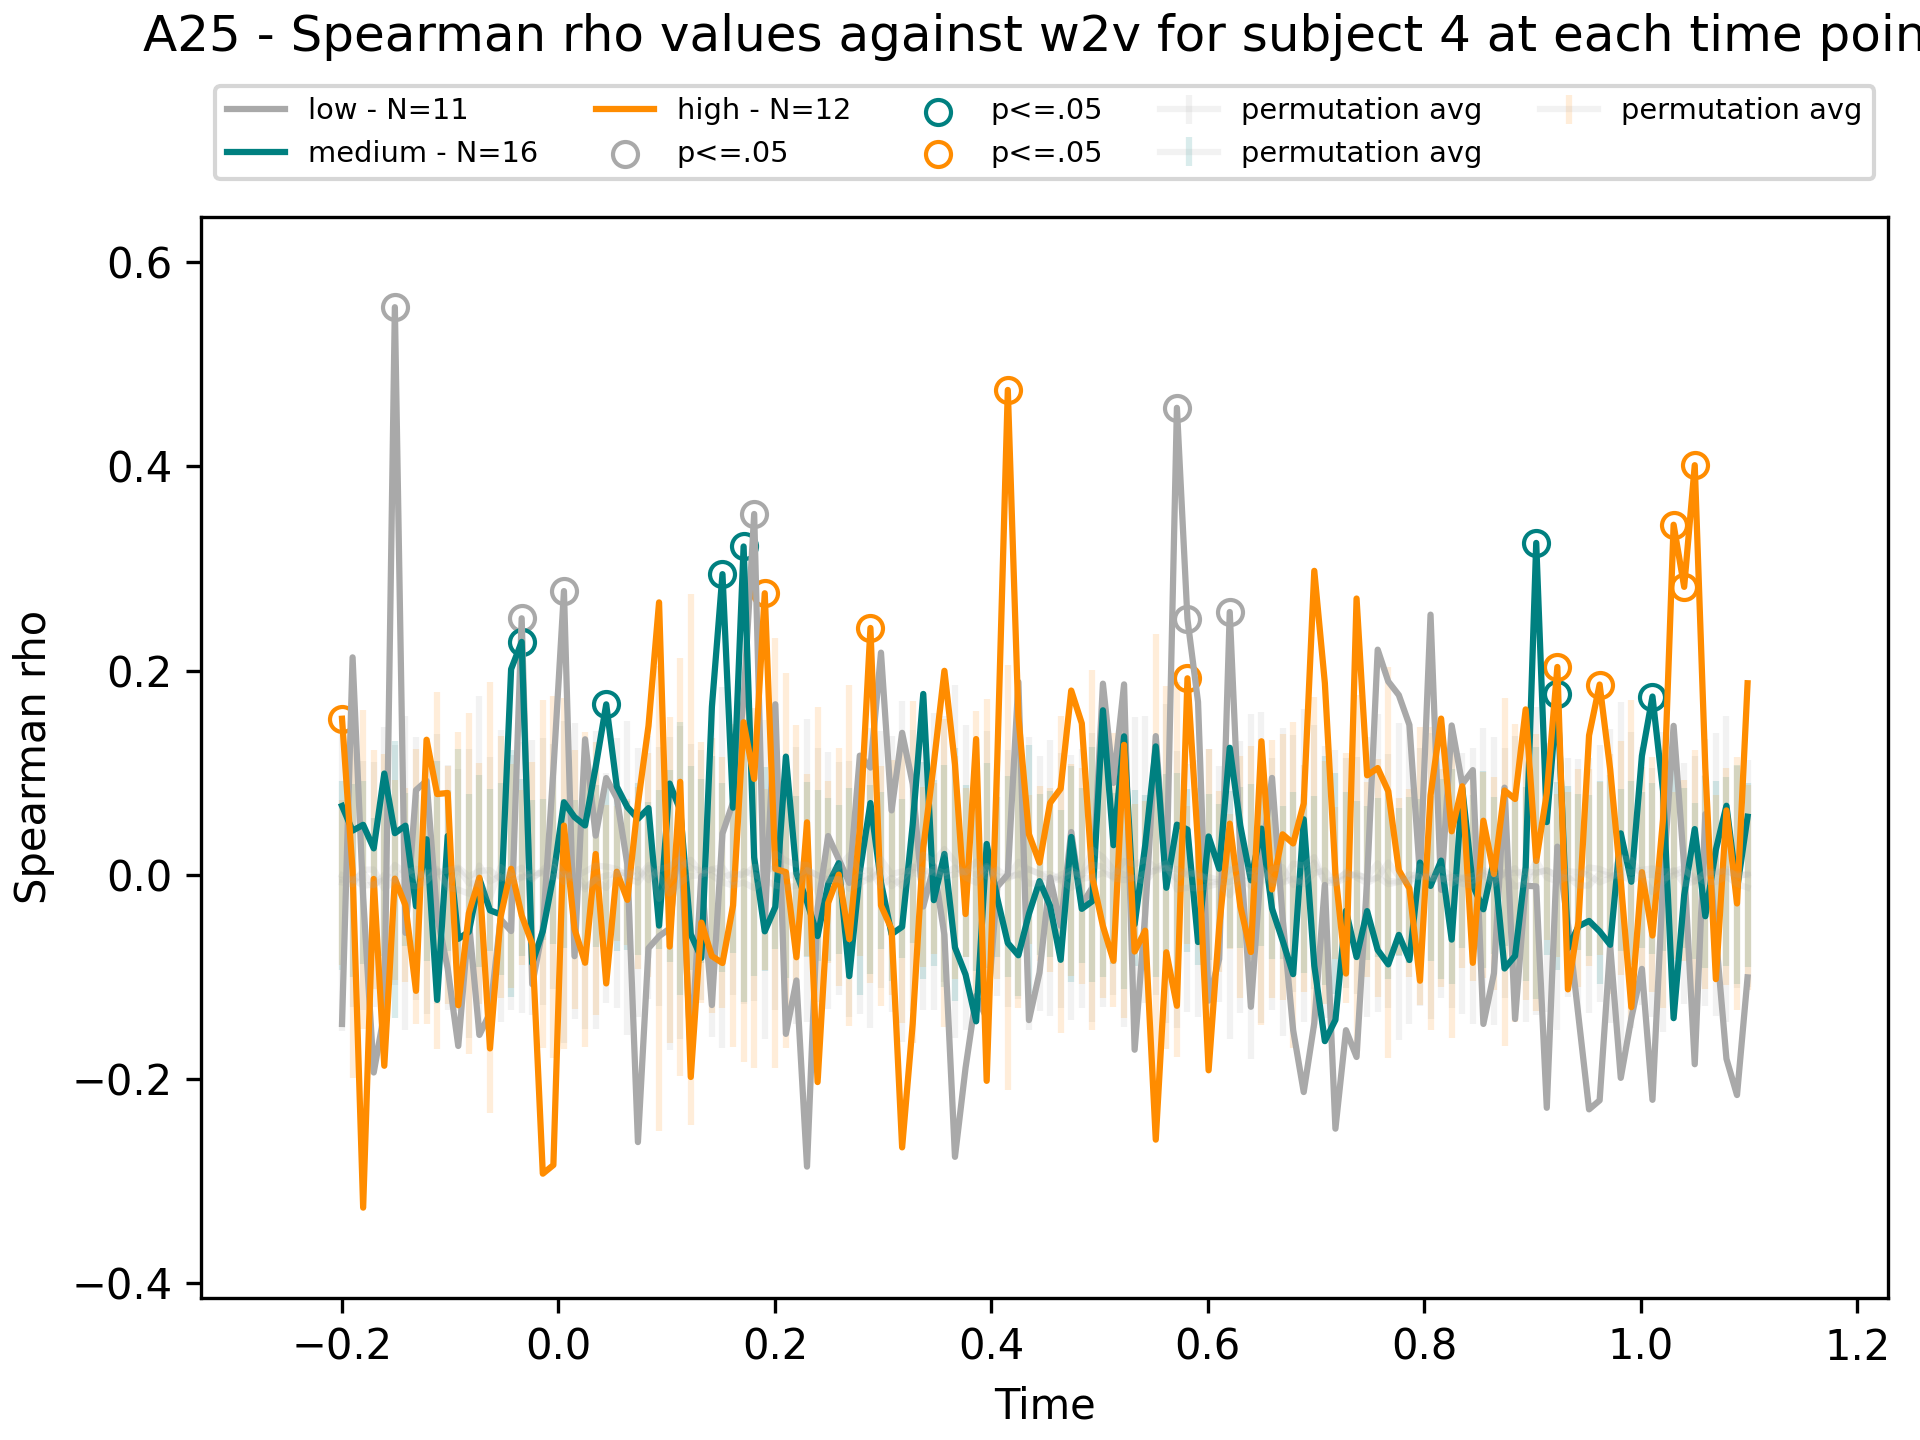 A25 - Spearman rho values against w2v for subject 4 at each time poin
low - N=11
medium - N=16
high - N=12
p<=.05
p<=.05
p<=.05
permutation avg
permutation avg
permutation avg
Spearman rho
0.6
0.4
0.2
0.0
−0.2
−0.4
−0.2
0.0
0.2
0.4
0.6
0.8
1.0
1.2
Time